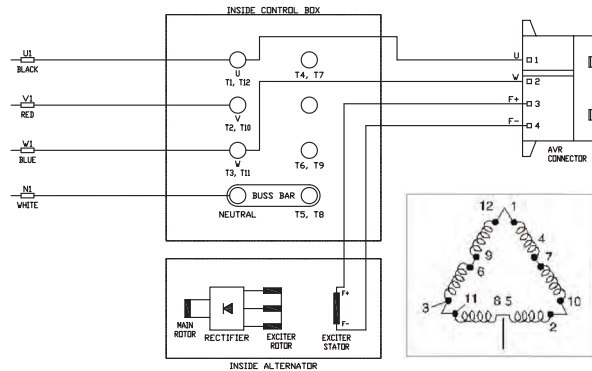 INSIDE CONTROL BOX
U1
BLACK
U
T1, T12
T4, T7
V1
RED
V
T2, T10
W1
BLUE
W
T3, T11
T6, T9
N1
WHITE
BUSS BAR
NEUTRAL
T5, T8
U
1
W
2
F+
3
F-
4
AVR
CONNECTOR
12 1
4
9
7
6
3
11
8 5
10
2
MAIN
ROTOR
RECTIFIER
EXCITER
ROTOR
F+
F-
EXCITER
STATOR
INSIDE ALTERNATOR